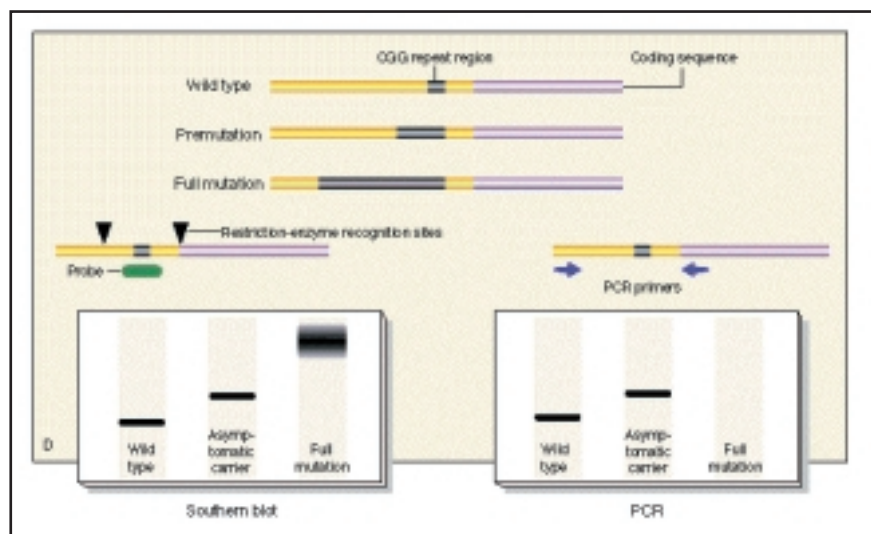 CGG repeat region
Coding sequence
Wild type
Premutation
Full mutation
Restriction-enzyme recognition sites
Probe
PCR primers
D
Wild
type
Asymp-
tomatic
carrier
Full
mutation
Wild
type
Asymp-
tomatic
carrier
Full
mutation
Southern blot
PCR